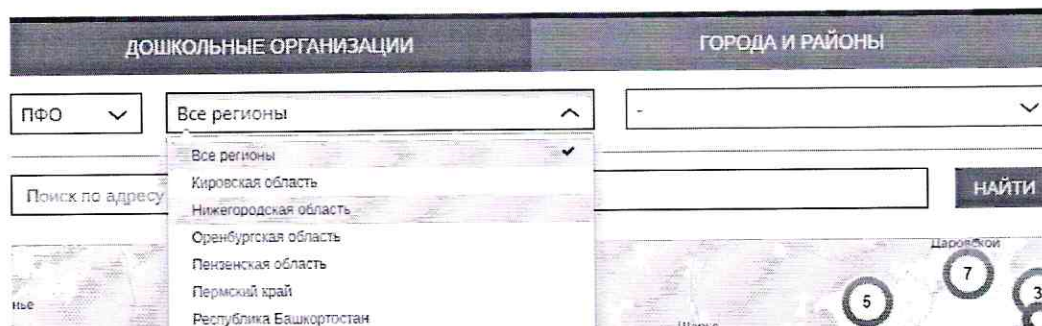 ДОШКОЛЬНЫЕ ОРГАНИЗАЦИИ
ГОРОДА И РАЙОНЫ
ПФО
Все регионы
-
Все регионы
Кировская область
Нижегородская область
Оренбургская область
Пензенская область
Пермский край
Республика Башкортостан
Поиск по адресу
НАЙТИ
нье
5
7
3